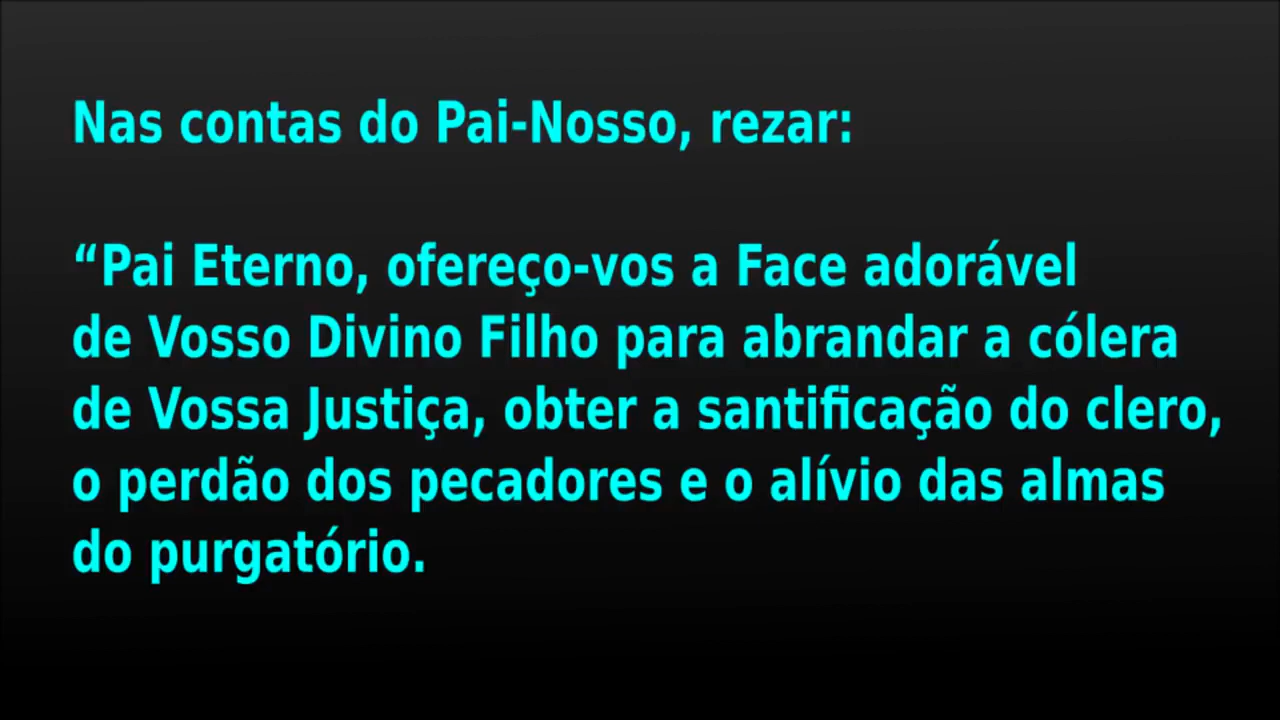 Nas contas do Pai-Nosso, rezar:
“Pai Eterno, ofereço-vos a Face adorável
de Vosso Divino Filho para abrandar a cólera
de Vossa Justiça, obter a santificação do clero,
o perdão dos pecadores e o alívio das almas
do purgatório.